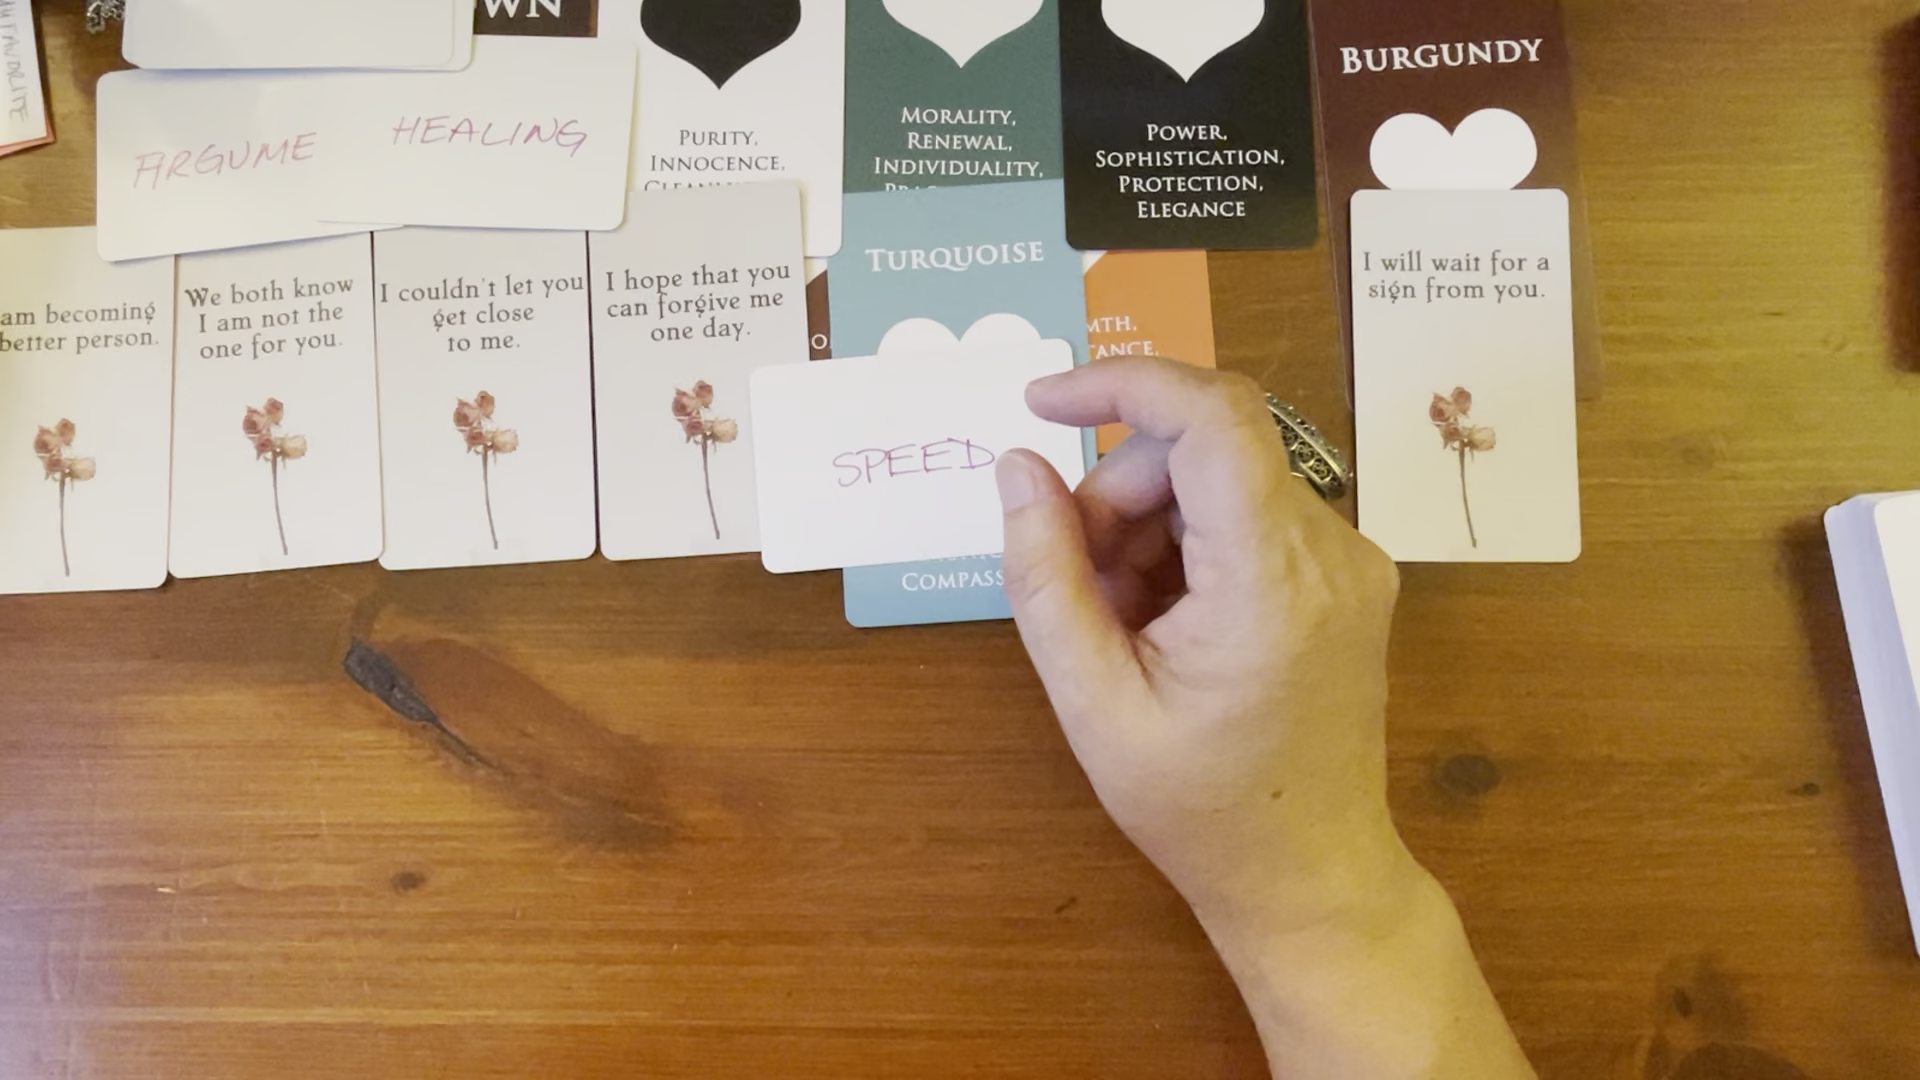 BURGUNDY
ARGUME
HEALING
PURITY,
INNOCENCE,
MORALITY,
RENEWAL,
INDIVIDUALITY,
POWER,
SOPHISTICATION,
PROTECTION,
ELEGANCE
am becoming
better person.
We both know
I am not the
one for you.
I couldn't let you
get close
to me.
I hope that you
can forgive me
one day.
TURQUOISE
I will wait for a
sign from you.
SPEED
COMPASS